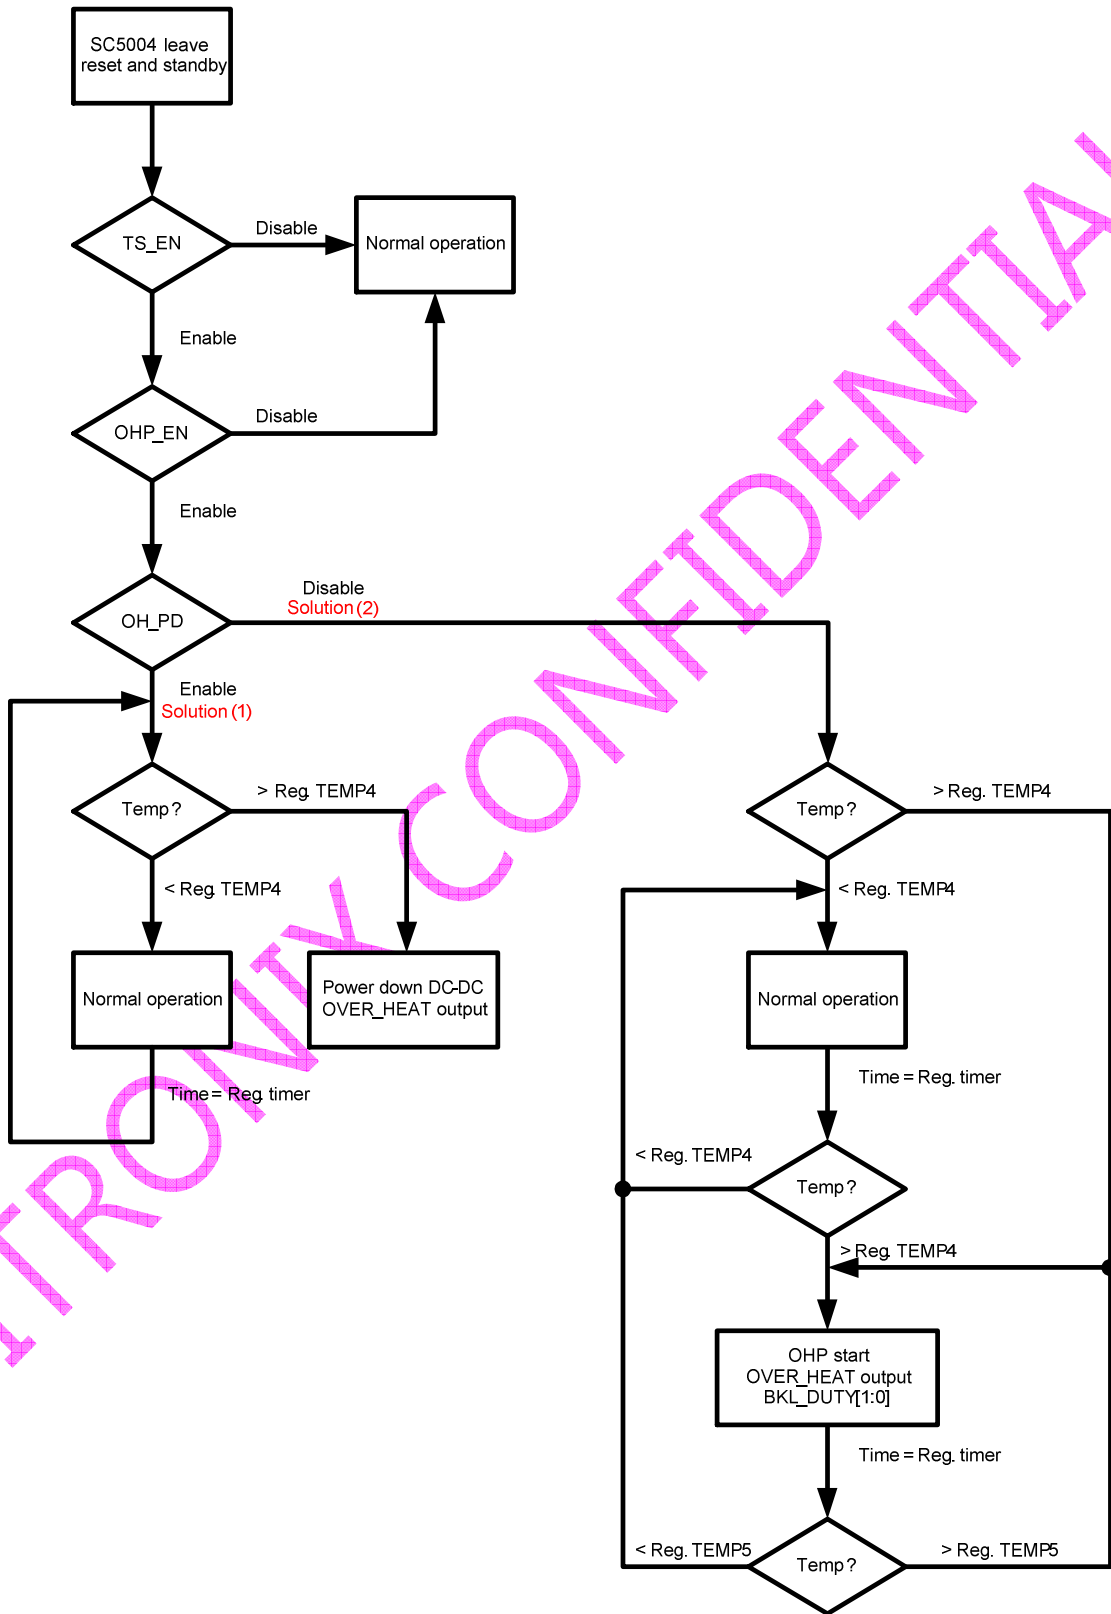 SC5004 leave
reset and standby
TS_EN
Disable
Normal operation
Enable
OHP_EN
Disable
Enable
OH_PD
Disable
Solution (2)
Enable
Solution (1)
Temp?
> Reg. TEMP4
< Reg. TEMP4
Normal operation
Power down DC-DC
OVER_HEAT output
Time = Reg. timer
Temp?
> Reg. TEMP4
< Reg. TEMP4
Normal operation
Time = Reg. timer
< Reg. TEMP4
Temp?
> Reg. TEMP4
OHP start
OVER_HEAT output
BKL_DUTY[1:0]
Time = Reg. timer
< Reg. TEMP5
Temp?
> Reg. TEMP5
ITRONIX CONFIDENTIAL